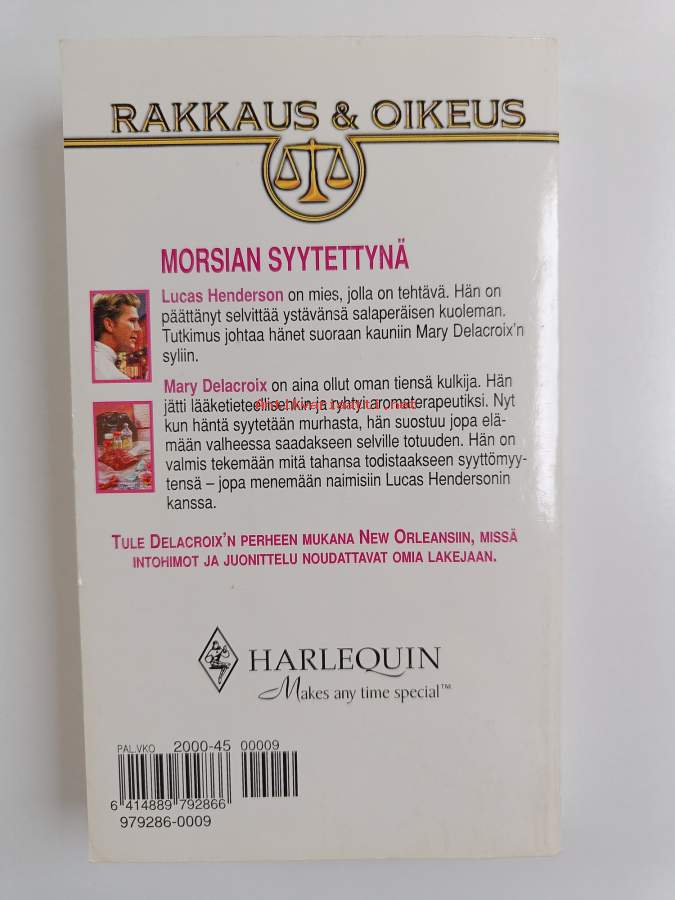 RAKKAUS & OIKEUS
MORSIAN SYYTETTYNÄ
Lucas Henderson on mies, jolla on tehtävä. Hän on
päättänyt selvittää ystävänsä salaperäisen kuoleman.
Tutkimus johtaa hänet suoraan kauniin Mary Delacroix'n
syliin.
Mary Delacroix on aina ollut oman tiensä kulkija. Hän
jätti ja ryhtyi aromaterapeutiksi. Nyt
kun häntä syytetään murhasta, hän suostuu jopa elä-
mään valheessa saadakseen selville totuuden. Hän on
valmis tekemään mitä tahansa todistaakseen syyttömyy-
tensä – jopa menemään naimisiin Lucas Hendersonin
kanssa.
TULE DELACROIX'N PERHEEN MUKANA NEW ORLEANSIIN, MISSÄ
INTOHIMOT JA JUONITTELU NOUDATTAVAT OMIA LAKEJAAN.
HARLEQUIN
Makes any time special™
PAL.VKO 2000-45 00009
6 414889 792866
979286-0009